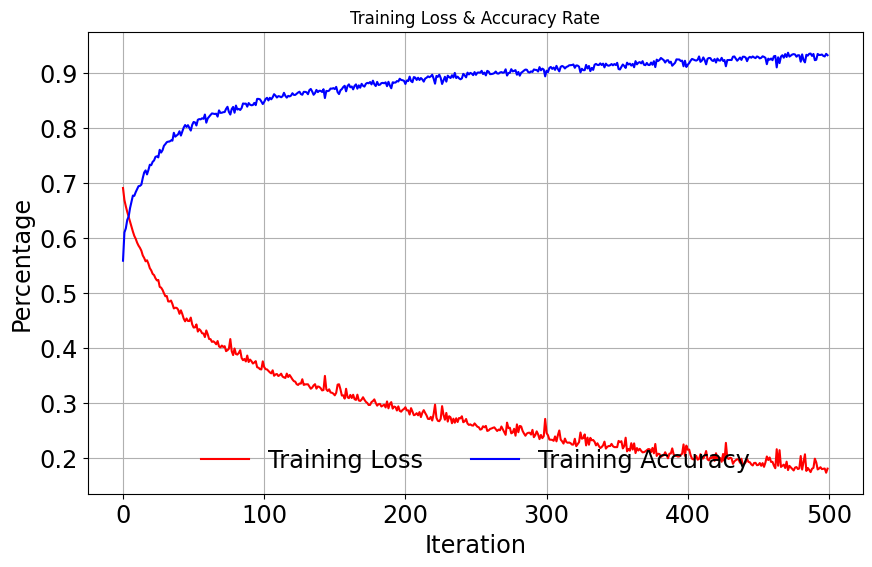 Training Loss & Accuracy Rate
Percentage
0.9
0.8
0.7
0.6
0.5
0.4
0.3
0.2
Training Loss Training Accuracy
0 100 200 300 400 500
Iteration